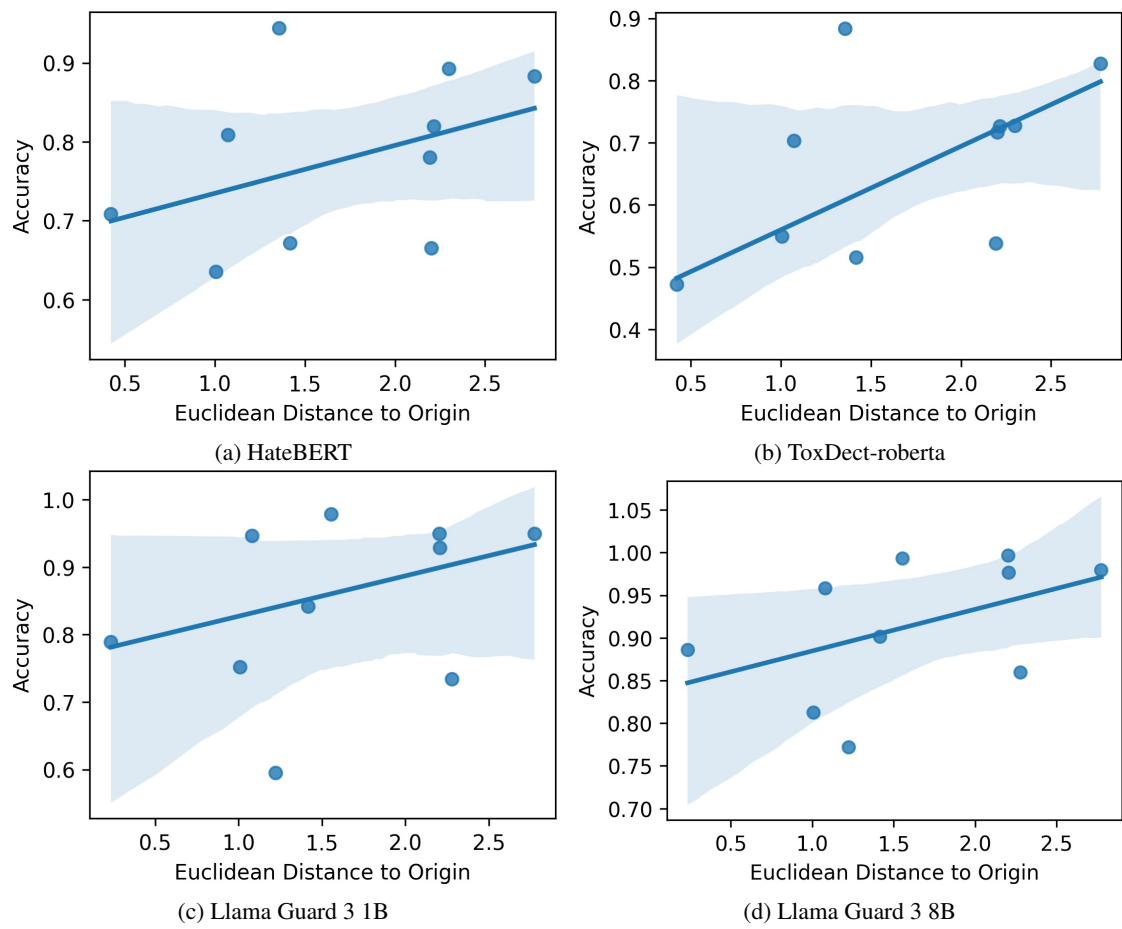 0.9
0.8
0.7
0.6
Accuracy
0.5 1.0 1.5 2.0 2.5
Euclidean Distance to Origin
(a) HateBERT
0.9
0.8
0.7
0.6
0.5
0.4
Accuracy
0.5 1.0 1.5 2.0 2.5
Euclidean Distance to Origin
(b) ToxDect-roberta
1.0
0.9
0.8
0.7
0.6
Accuracy
0.5 1.0 1.5 2.0 2.5
Euclidean Distance to Origin
(c) Llama Guard 3 1B
1.05
1.00
0.95
0.90
0.85
0.80
0.75
0.70
Accuracy
0.5 1.0 1.5 2.0 2.5
Euclidean Distance to Origin
(d) Llama Guard 3 8B